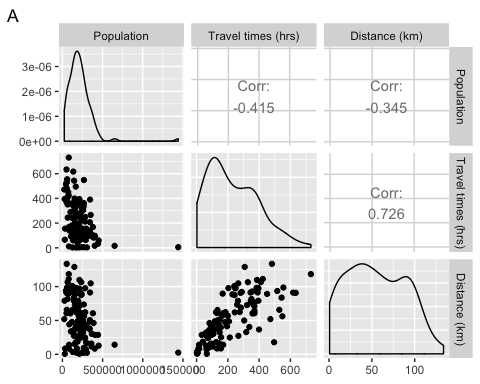 A
Population Travel times (hrs) Distance (km)
3e-06
2e-06
1e-06
0e+00
Corr:
-0.415
Corr:
-0.345
Population
600
400
200
0
Corr:
0.726
Travel times (hrs)
100
50
0
Distance (km)
0 500000 1000000 1500000
0 200 400 600
0 50 100